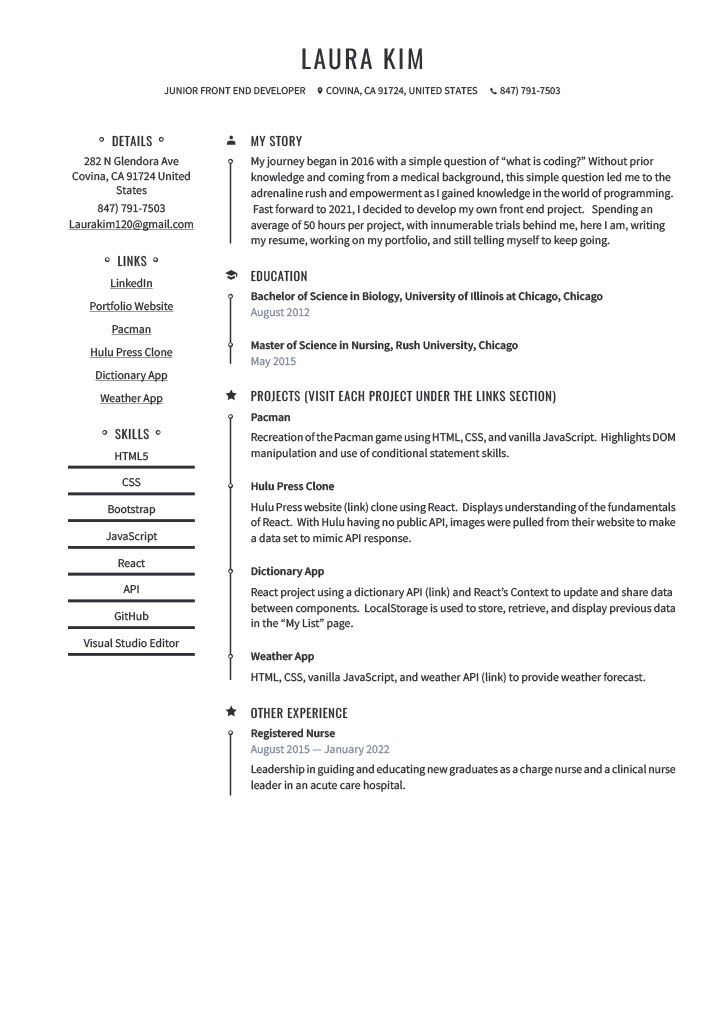 LAURA KIM
JUNIOR FRONT END DEVELOPER COVINA, CA 91724, UNITED STATES 847) 791-7503
DETAILS
282 N Glendora Ave
Covina, CA 91724 United
States
847) 791-7503
Laurakim120@gmail.com
LINKS
LinkedIn
Portfolio Website
Pacman
Hulu Press Clone
Dictionary App
Weather App
SKILLS
HTML5
CSS
Bootstrap
JavaScript
React
API
GitHub
Visual Studio Editor
MY STORY
My journey began in 2016 with a simple question of “what is coding?” Without prior
knowledge and coming from a medical background, this simple question led me to the
adrenaline rush and empowerment as I gained knowledge in the world of programming.
Fast forward to 2021, I decided to develop my own front end project. Spending an
average of 50 hours per project, with innumerable trials behind me, here I am, writing
my resume, working on my portfolio, and still telling myself to keep going.
EDUCATION
Bachelor of Science in Biology, University of Illinois at Chicago, Chicago
August 2012
Master of Science in Nursing, Rush University, Chicago
May 2015
PROJECTS (VISIT EACH PROJECT UNDER THE LINKS SECTION)
Pacman
Recreation of the Pacman game using HTML, CSS, and vanilla JavaScript. Highlights DOM
manipulation and use of conditional statement skills.
Hulu Press Clone
Hulu Press website (link) clone using React. Displays understanding of the fundamentals
of React. With Hulu having no public API, images were pulled from their website to make
a data set to mimic API response.
Dictionary App
React project using a dictionary API (link) and React’s Context to update and share data
between components. LocalStorage is used to store, retrieve, and display previous data
in the “My List” page.
Weather App
HTML, CSS, vanilla JavaScript, and weather API (link) to provide weather forecast.
OTHER EXPERIENCE
Registered Nurse
August 2015 — January 2022
Leadership in guiding and educating new graduates as a charge nurse and a clinical nurse
leader in an acute care hospital.